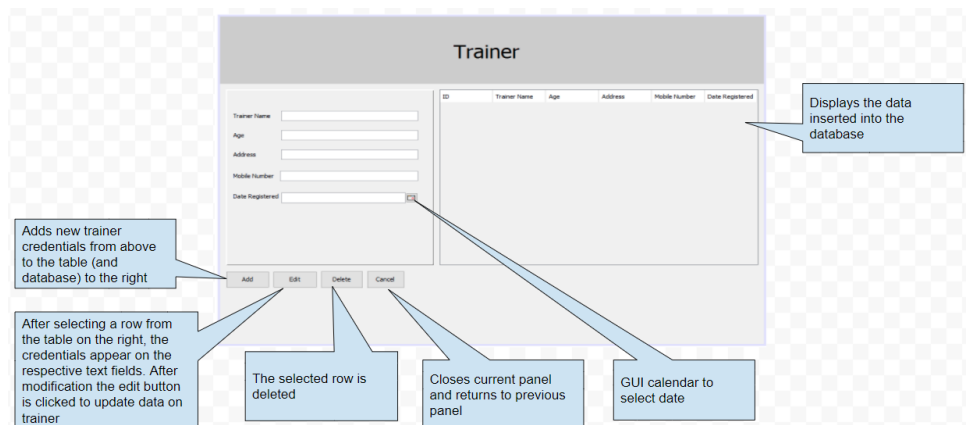 Trainer
ID Trainer Name Age Address Mobile Number Date Registered
Trainer Name
Age
Address
Mobile Number
Date Registered
Add Edit Delete Cancel
Displays the data
inserted into the
database
Adds new trainer
credentials from above
to the table (and
database) to the right
After selecting a row from
the table on the right, the
credentials appear on the
respective text fields. After
modification the edit button
is clicked to update data on
trainer
The selected row is
deleted
Closes current panel
and returns to previous
panel
GUI calendar to
select date